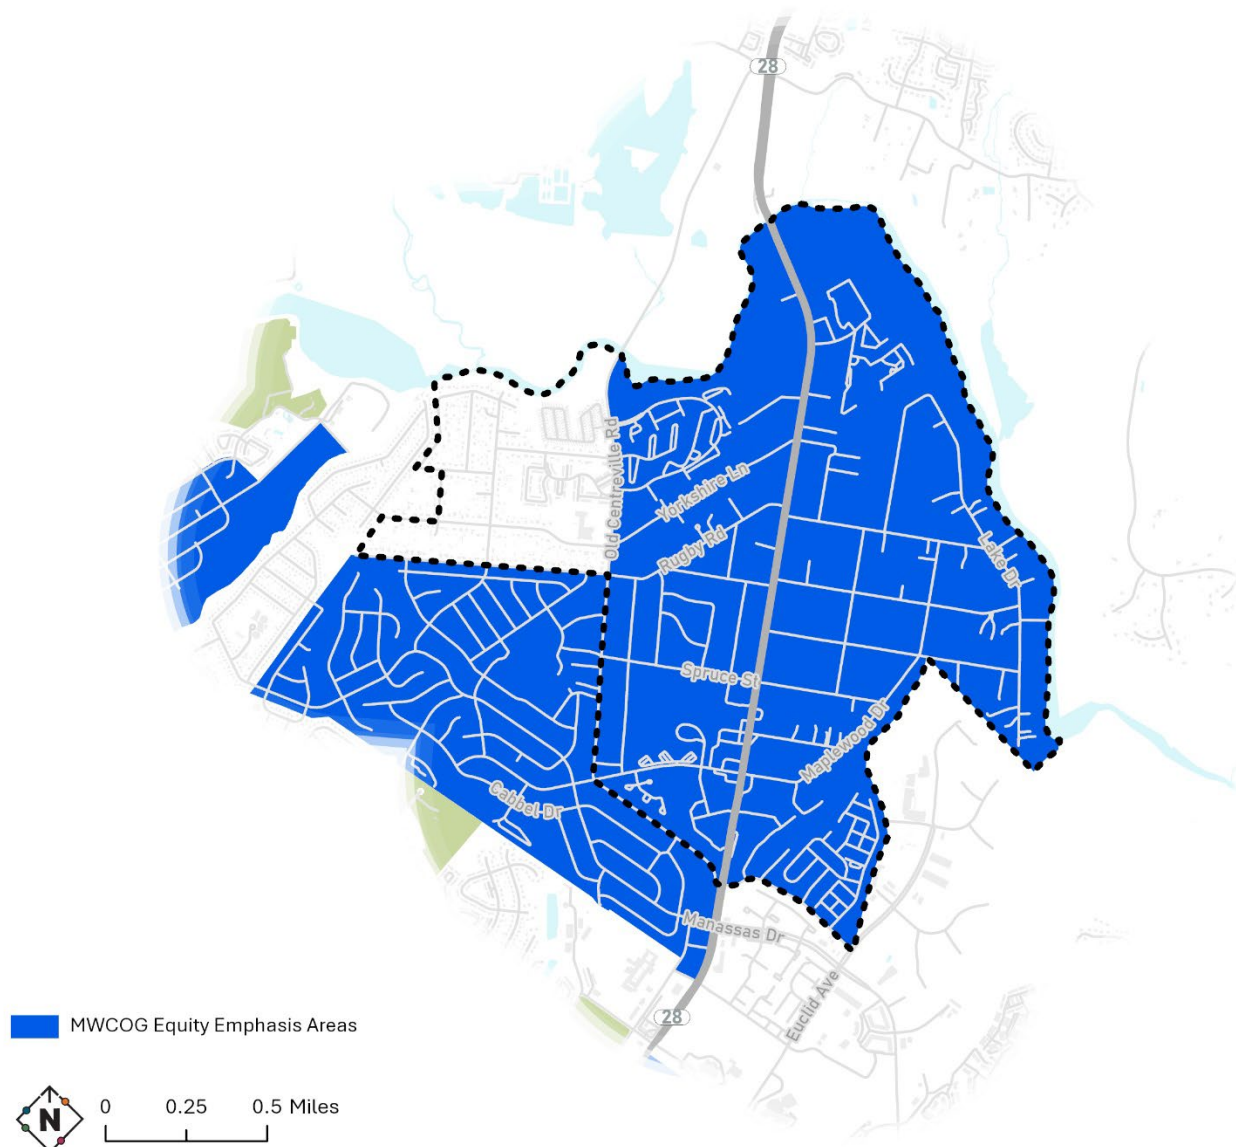 28
Old Centreville Rd
Yorkshire Ln
Rugby Rd
Lake Dr
Spruce St
Maplewood Dr
Cabbel Dr
Manassas Dr
Euclid Ave
28
MWCOG Equity Emphasis Areas
N
0 0.25 0.5 Miles